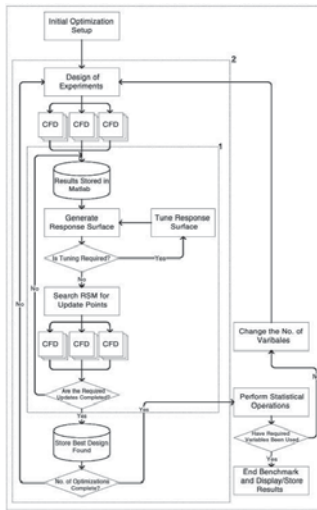 Initial Optimization
Setup
2
Design of
Experiments
CFD CFD CFD
1
Results Stored in
Matlab
Generate
Response Surface
Tune Response
Surface
Is Tuning Required?
Yes
No
No
No
Search RSM for
Update Points
CFD CFD CFD
Are the Required
Updates Completed?
Yes
Yes
Store Best Design
Found
No. of Optimizations
Complete?
Change the No. of
Varibales
Perform Statistical
Operations
Have Required
Variables Been Used
Yes
End Benchmark
and Display/Store
Results